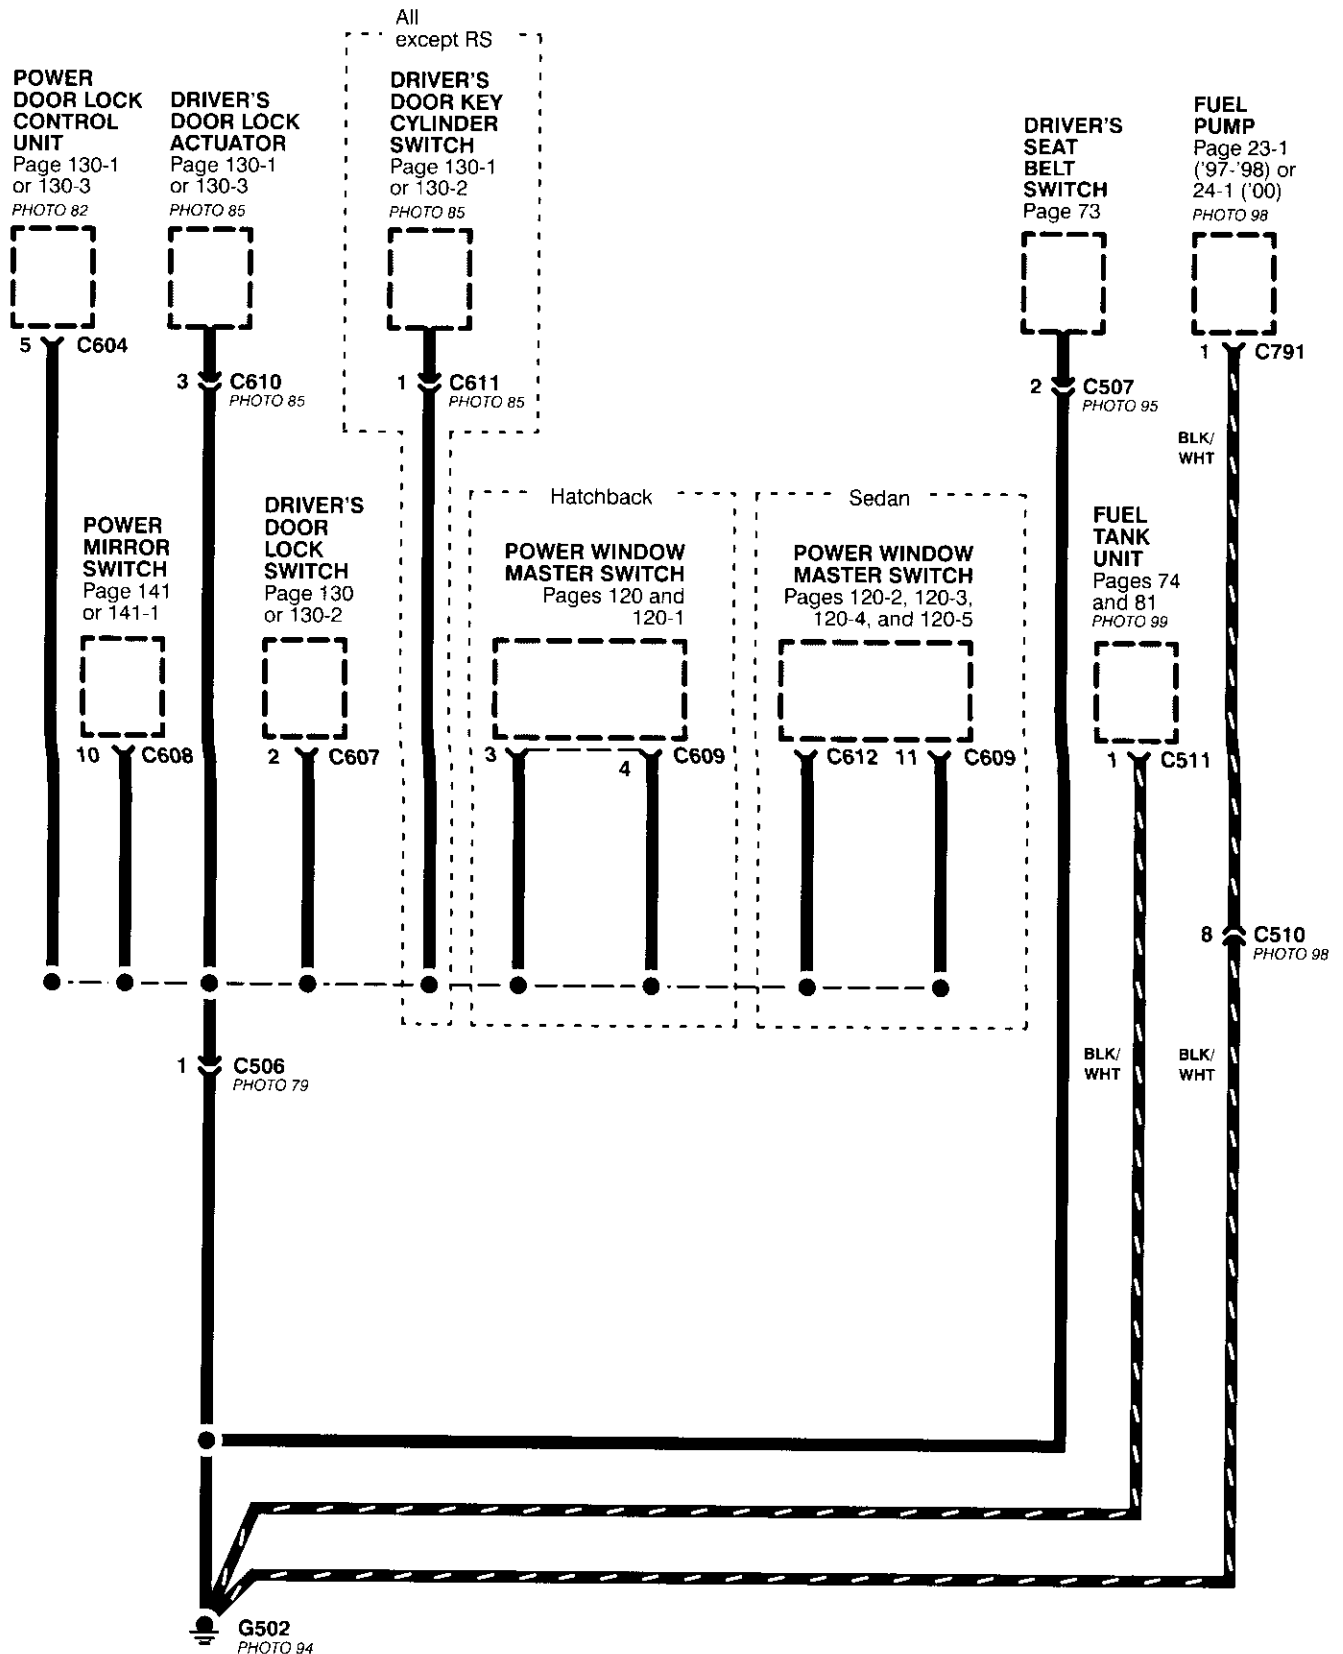 All
except RS
POWER
DOOR LOCK
CONTROL
UNIT
Page 130-1
or 130-3
PHOTO 82
DRIVER'S
DOOR LOCK
ACTUATOR
Page 130-1
or 130-3
PHOTO 85
DRIVER'S
DOOR KEY
CYLINDER
SWITCH
Page 130-1
or 130-2
PHOTO 85
DRIVER'S
SEAT
BELT
SWITCH
Page 73
FUEL
PUMP
Page 23-1
('97-'98) or
24-1 ('00)
PHOTO 98
5 C604
3 C610
PHOTO 85
1 C611
PHOTO 85
2 C507
PHOTO 95
1 C791
BLK/
WHT
POWER
MIRROR
SWITCH
Page 141
or 141-1
DRIVER'S
DOOR
LOCK
SWITCH
Page 130
or 130-2
Hatchback
POWER WINDOW
MASTER SWITCH
Pages 120 and
120-1
Sedan
POWER WINDOW
MASTER SWITCH
Pages 120-2, 120-3,
120-4, and 120-5
FUEL
TANK
UNIT
Pages 74
and 81
PHOTO 99
10 C608
2 C607
3
4 C609
C612
11 C609
1 C511
8 C510
PHOTO 98
1 C506
PHOTO 79
BLK/
WHT
BLK/
WHT
G502
PHOTO 94